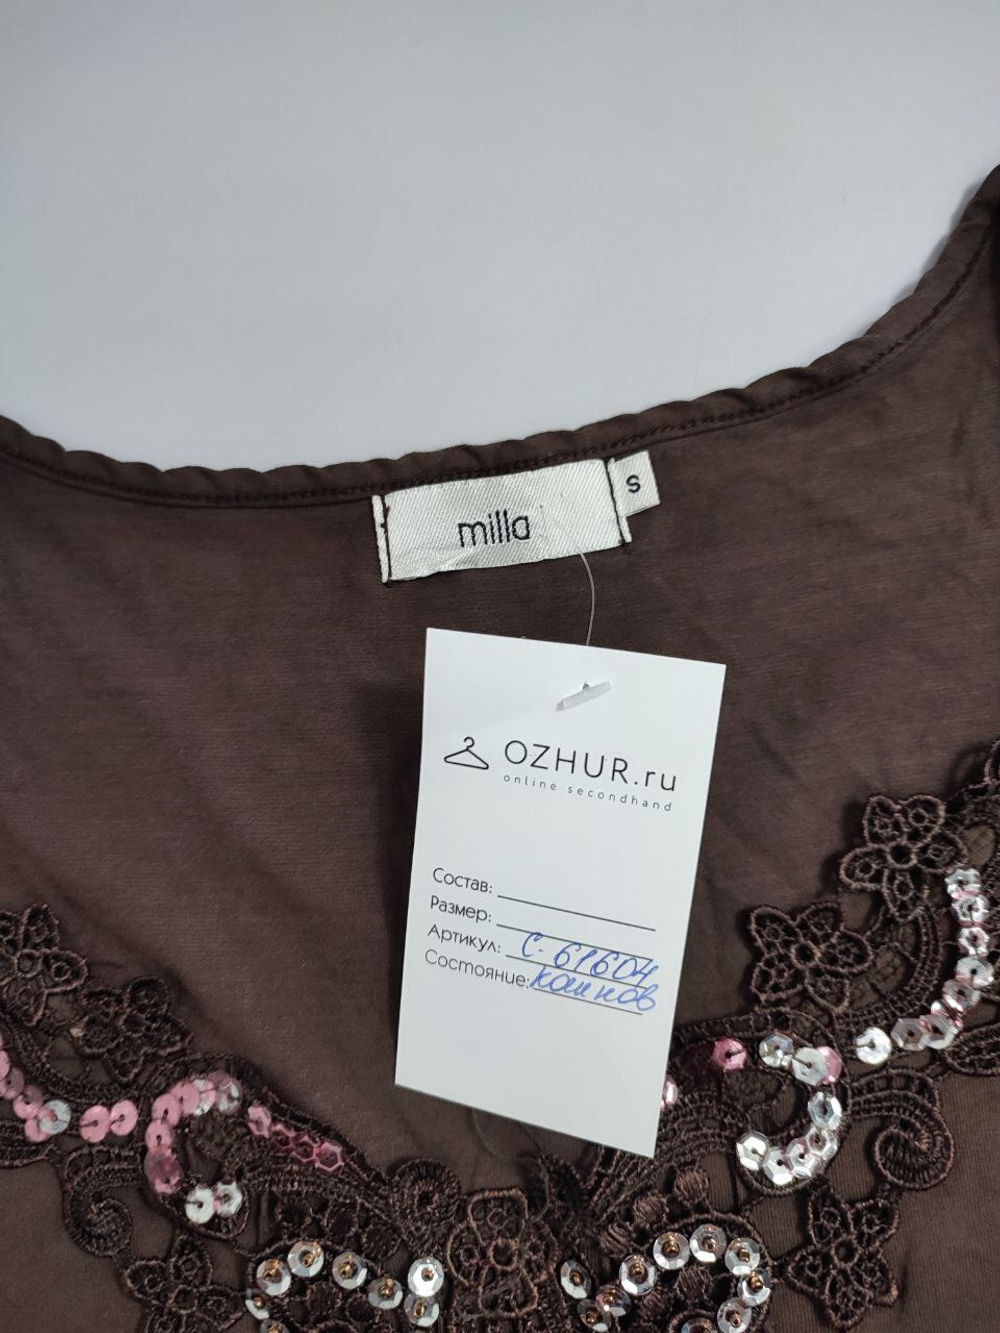 milla
S
OZHUR.ru
online secondhand
Состав:
Размер:
Артикул: С-61604
Состояние: как нов